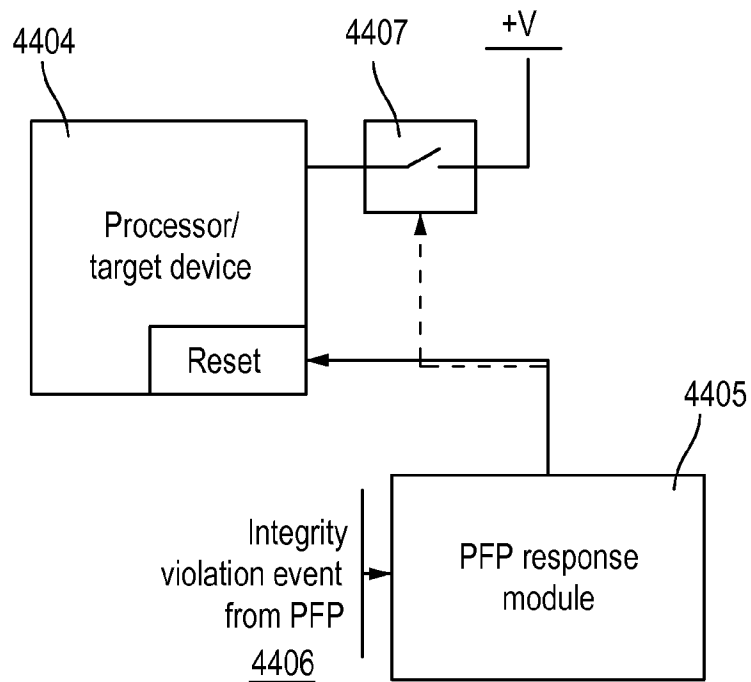 +V
4404
4407
Processor/
target device
Reset
4405
Integrity
violation event
from PFP
4406
PFP response
module